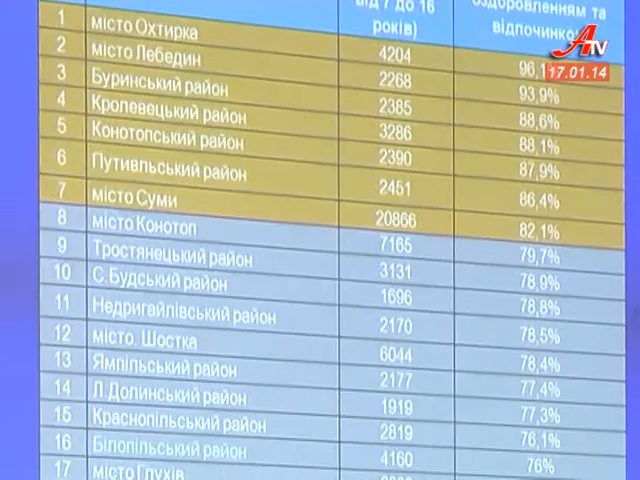 від 7 до 16
років)
оздоровленням та
відпочинко
ATV
17.01.14
1 місто Охтирка 4204 96,1
2 місто Лебедин 2268 93,9%
3 Буринський район 2385 88,6%
4 Кролевецький район 3286 88,1%
5 Конотопський район 2390 87,9%
6 Путивльський район 2451 86,4%
7 місто Суми 20866 82,1%
8 місто Конотоп 7165 79,7%
9 Тростянецький район 3131 78,9%
10 С.Будський район 1696 78,8%
11 Недригайлівський район 2170 78,5%
12 місто. Шостка 6044 78,4%
13 Ямпільський район 2177 77,4%
14 Л.Долинський район 1919 77,3%
15 Краснопільський район 2819 76,1%
16 Білопільський район 4160 76%
17 місто Глухів